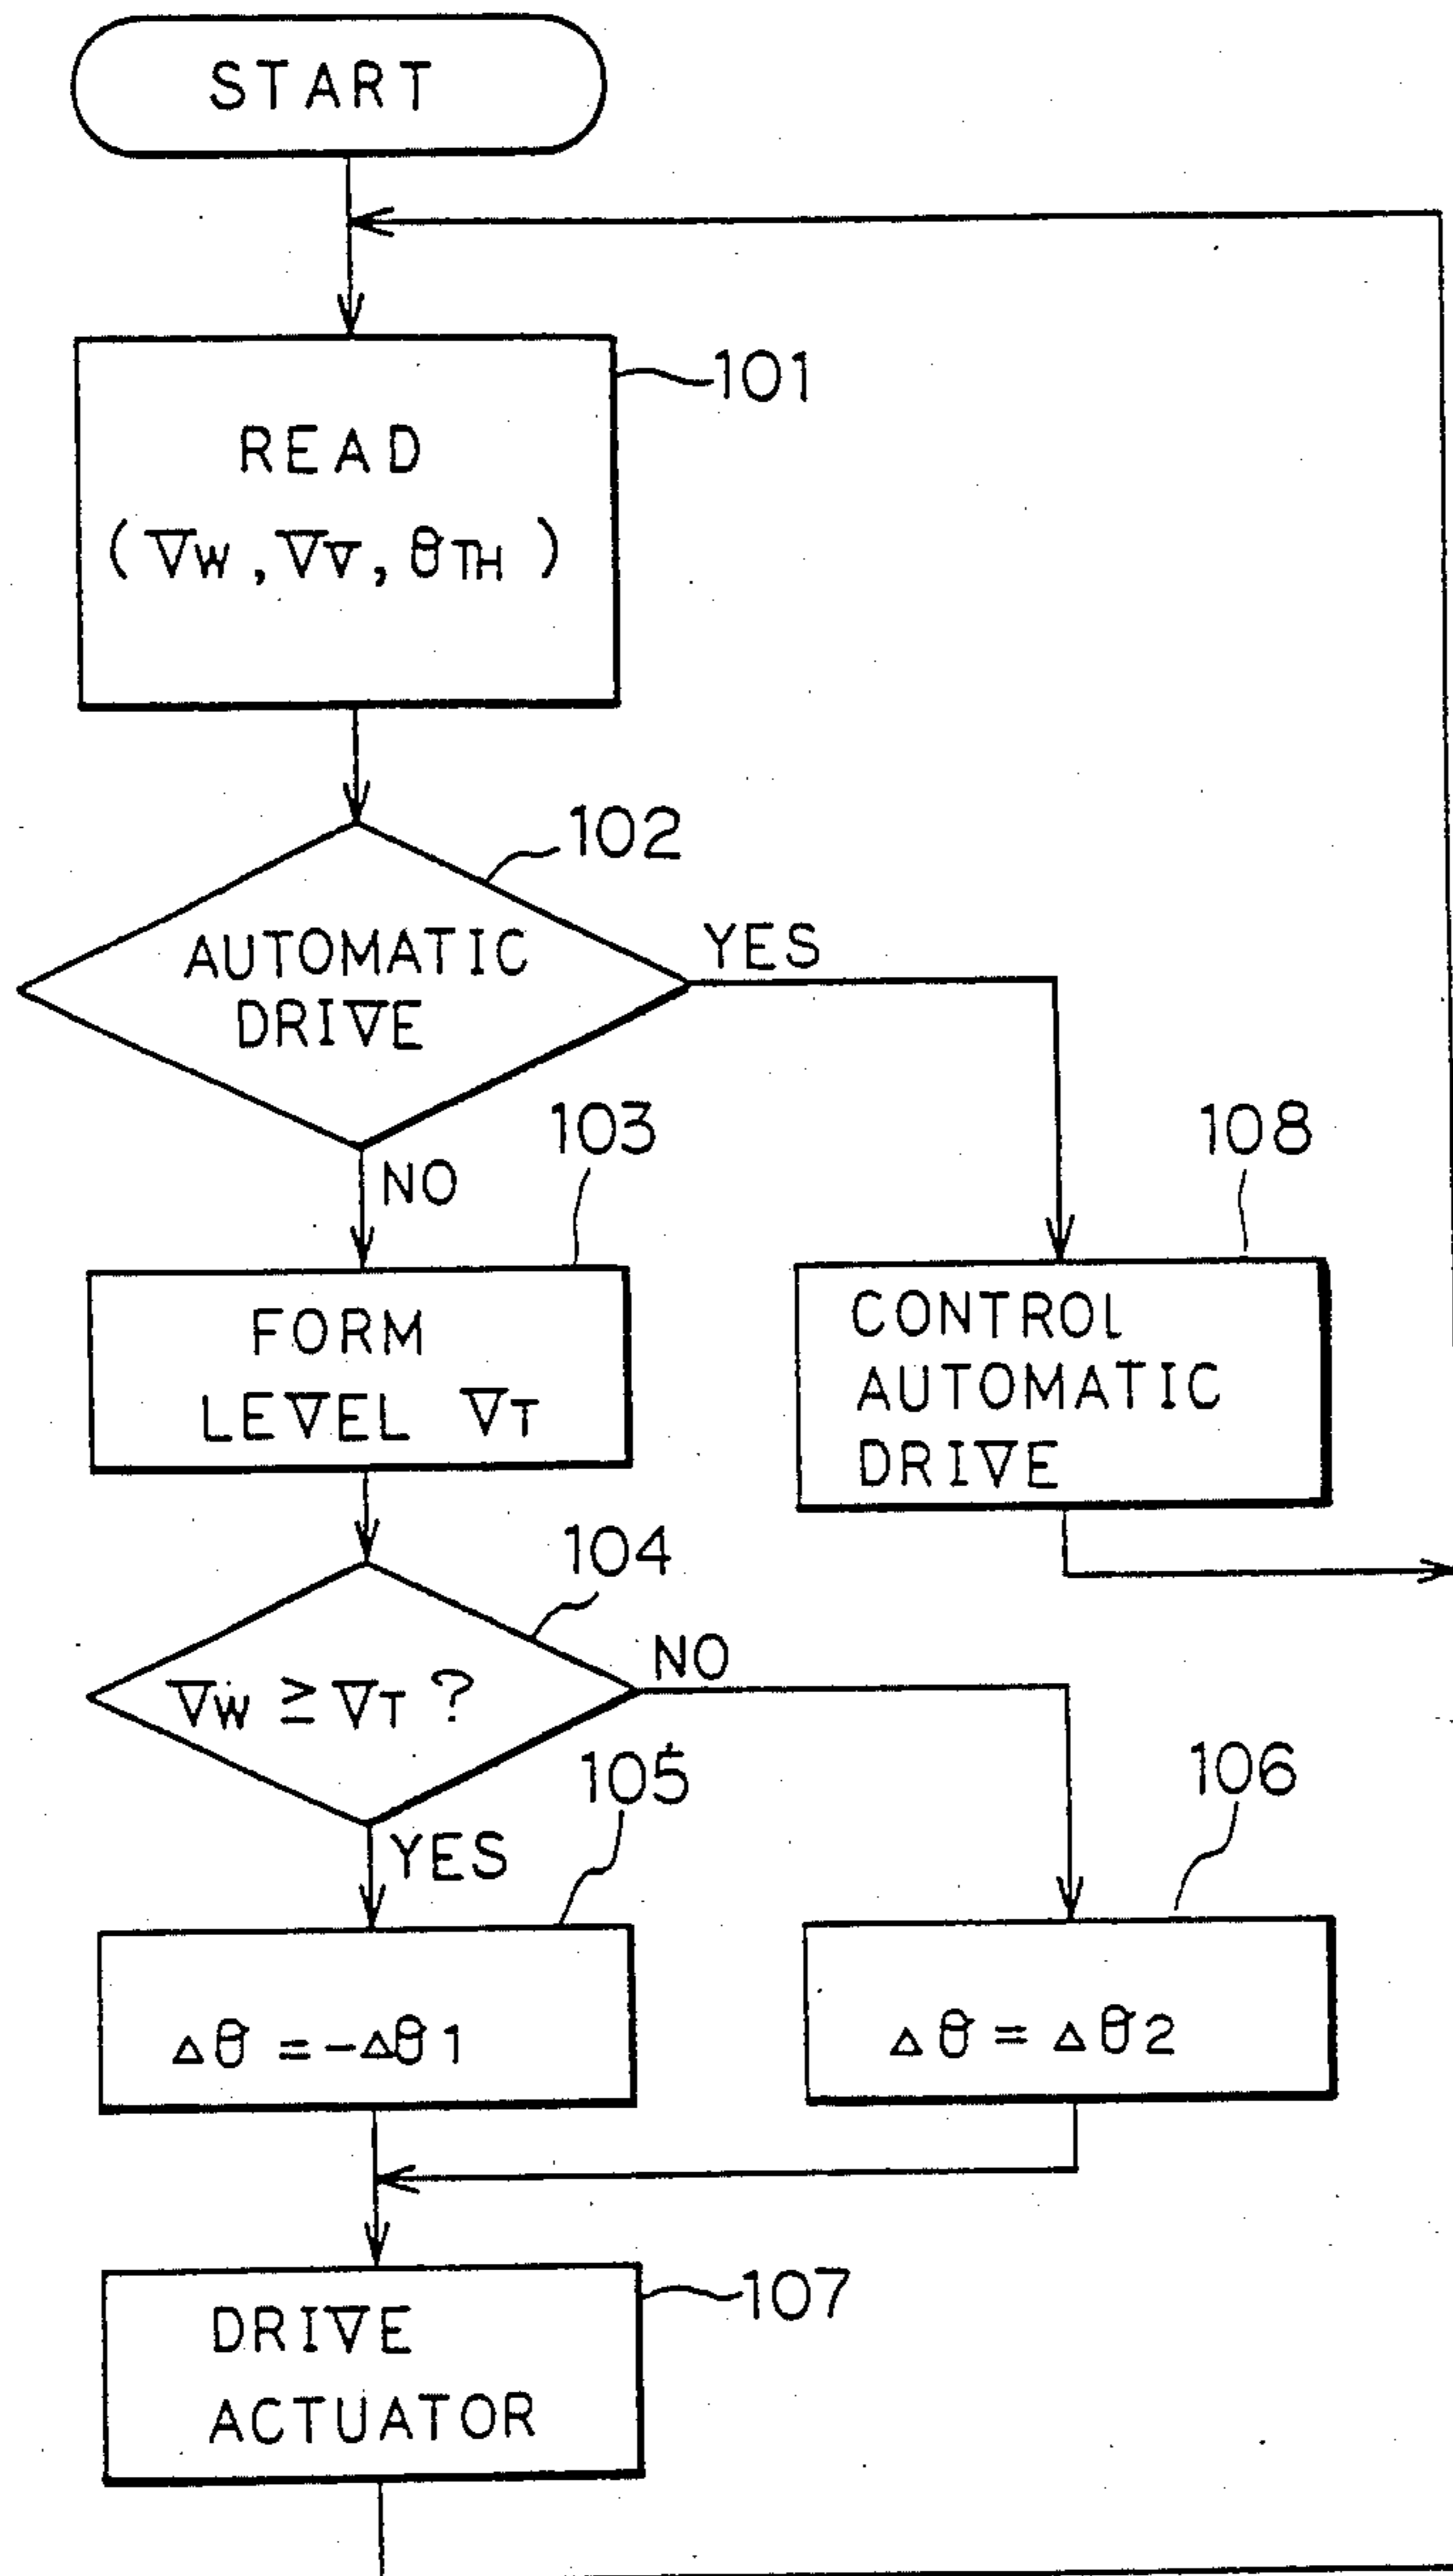 START
101
READ
(VW, VV, θTH)
102
AUTOMATIC
DRIVE
YES
NO
103
108
FORM
LEVEL VT
CONTROL
AUTOMATIC
DRIVE
104
VW ≥ VT ?
NO
YES
105
106
Δθ = -Δθ1
Δθ = Δθ2
107
DRIVE
ACTUATOR